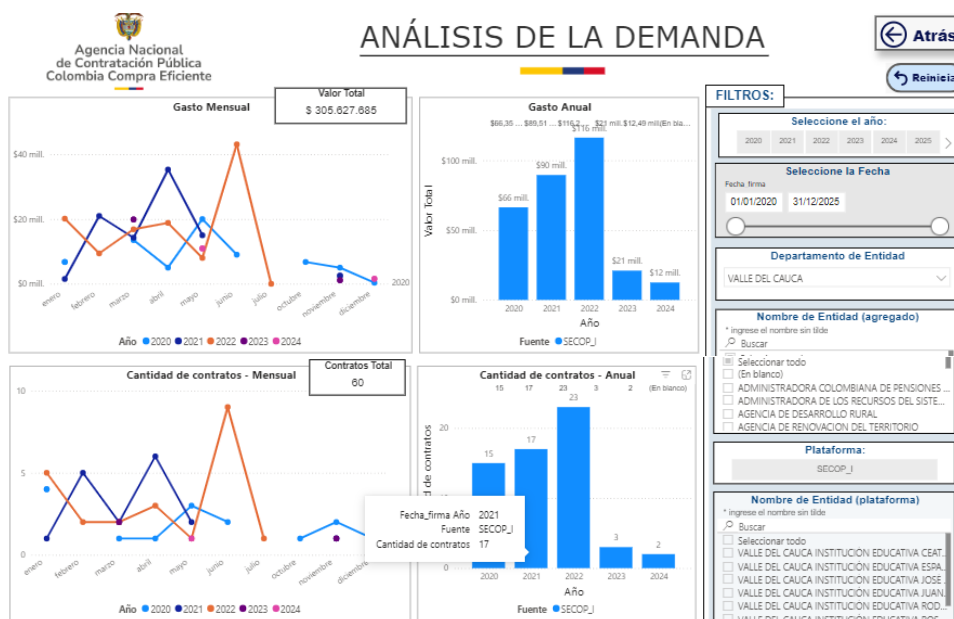 Agencia Nacional
de Contratación Pública
Colombia Compra Eficiente
ANÁLISIS DE LA DEMANDA
Atrás
Reinicia
Gasto Mensual
Valor Total
$ 305.627.685
$40 mill.
$20 mill.
$0 mill.
2020
enero
febrero
marzo
abril
mayo
junio
julio
octubre
noviembre
diciembre
Año 2020 2021 2022 2023 2024
Gasto Anual
$66,35 ... $89,51 ... $116,2... $21 mill. $12,49 mill. (En bla...
$116 mill.
$90 mill.
$66 mill.
$21 mill.
$12 mill.
$100 mill.
$50 mill.
$0 mill.
Valor Total
2020 2021 2022 2023 2024
Año
Fuente SECOP_I
FILTROS:
Seleccione el año:
2020 2021 2022 2023 2024 2025
Seleccione la Fecha
Fecha_firma
01/01/2020 31/12/2025
Departamento de Entidad
VALLE DEL CAUCA
Nombre de Entidad (agregado)
* ingrese el nombre sin tilde
Buscar
Seleccionar todo
(En blanco)
ADMINISTRADORA COLOMBIANA DE PENSIONES ...
ADMINISTRADORA DE LOS RECURSOS DEL SISTE...
AGENCIA DE DESARROLLO RURAL
AGENCIA DE RENOVACION DEL TERRITORIO
Plataforma:
SECOP_I
Nombre de Entidad (plataforma)
* ingrese el nombre sin tilde
Buscar
Seleccionar todo
VALLE DEL CAUCA INSTITUCIÓN EDUCATIVA CEAT...
VALLE DEL CAUCA INSTITUCIÓN EDUCATIVA ESPA...
VALLE DEL CAUCA INSTITUCIÓN EDUCATIVA JOSE
VALLE DEL CAUCA INSTITUCIÓN EDUCATIVA JUAN...
VALLE DEL CAUCA INSTITUCIÓN EDUCATIVA ROD...
Cantidad de contratos - Mensual
Contratos Total
60
10
5
0
enero
febrero
marzo
abril
mayo
junio
julio
octubre
noviembre
Año 2020 2021 2022 2023 2024
Cantidad de contratos - Anual
15 17 23 3 2 (En blanco)
23
17
15
3
2
20
0
d de contratos
2020 2021 2022 2023 2024
Año
Fuente SECOP_I
Fecha_firma Año 2021
Fuente SECOP_I
Cantidad de contratos 17